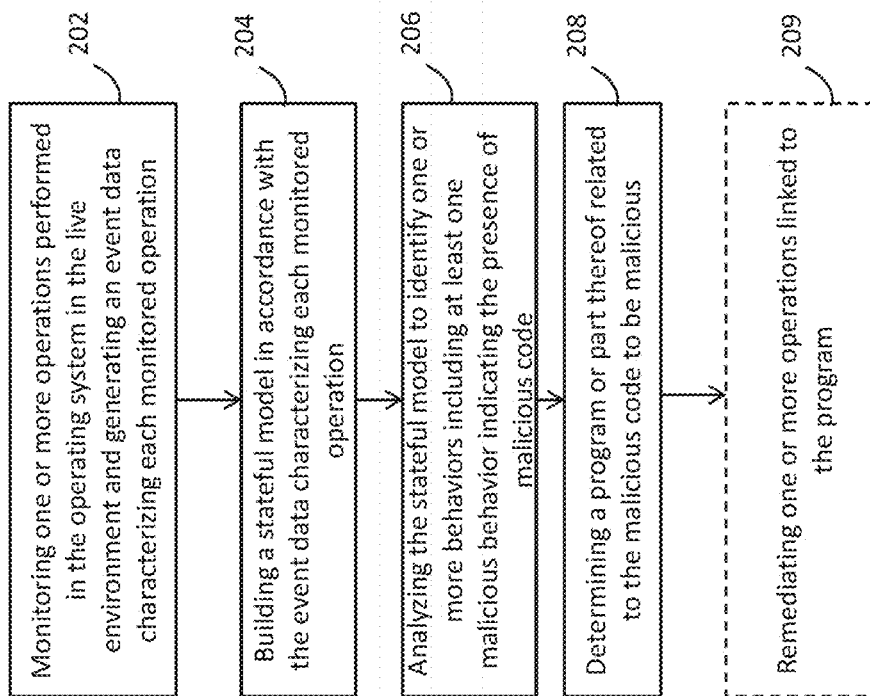 Monitoring one or more operations performed
in the operating system in the live
environment and generating an event data
characterizing each monitored operation
202
Building a stateful model in accordance with
the event data characterizing each monitored
operation
204
Analyzing the stateful model to identify one or
more behaviors including at least one
malicious behavior indicating the presence of
malicious code
206
Determining a program or part thereof related
to the malicious code to be malicious
208
Remediating one or more operations linked to
the program
209